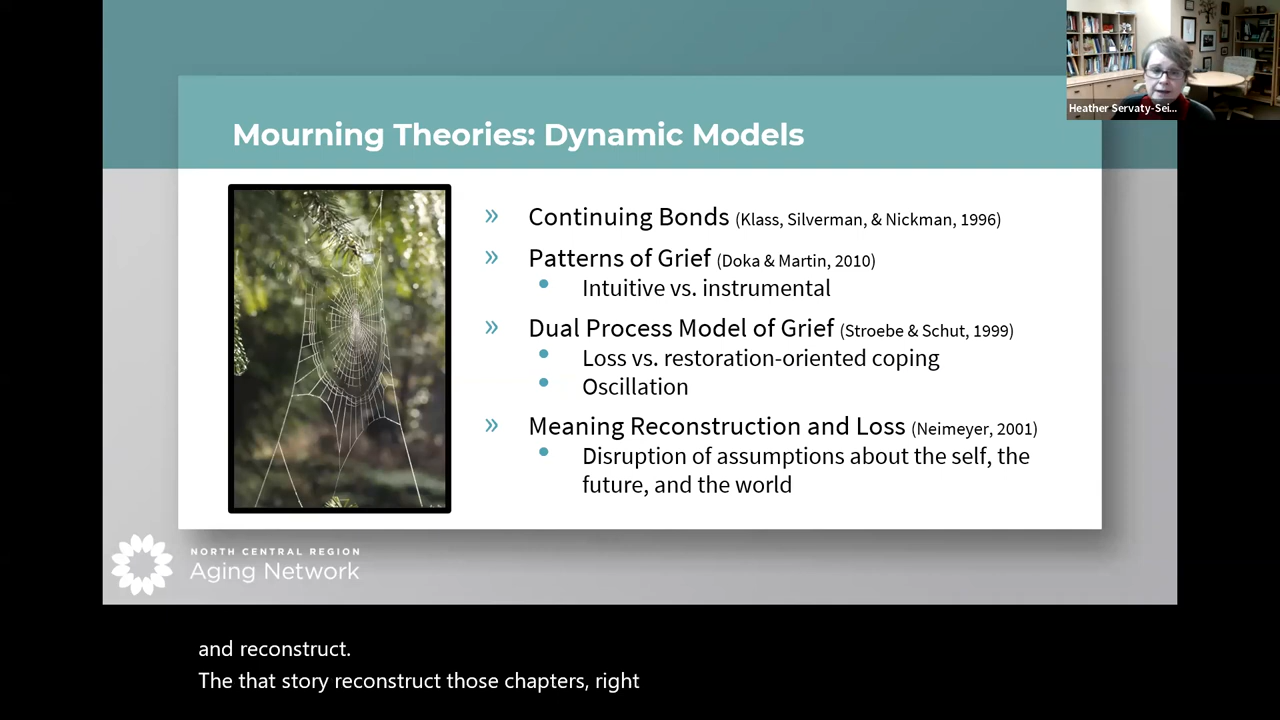 Heather Servaty-Sei...
Mourning Theories: Dynamic Models
» Continuing Bonds (Klass, Silverman, & Nickman, 1996)
» Patterns of Grief (Doka & Martin, 2010)
• Intuitive vs. instrumental
» Dual Process Model of Grief (Stroebe & Schut, 1999)
• Loss vs. restoration-oriented coping
• Oscillation
» Meaning Reconstruction and Loss (Neimeyer, 2001)
• Disruption of assumptions about the self, the
future, and the world
NORTH CENTRAL REGION
Aging Network
and reconstruct.
The that story reconstruct those chapters, right